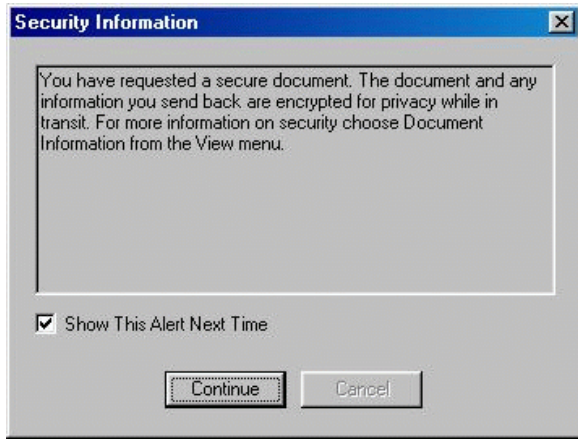 Security Information
You have requested a secure document. The document and any
information you send back are encrypted for privacy while in
transit. For more information on security choose Document
Information from the View menu.
Show This Alert Next Time
Continue
Cancel